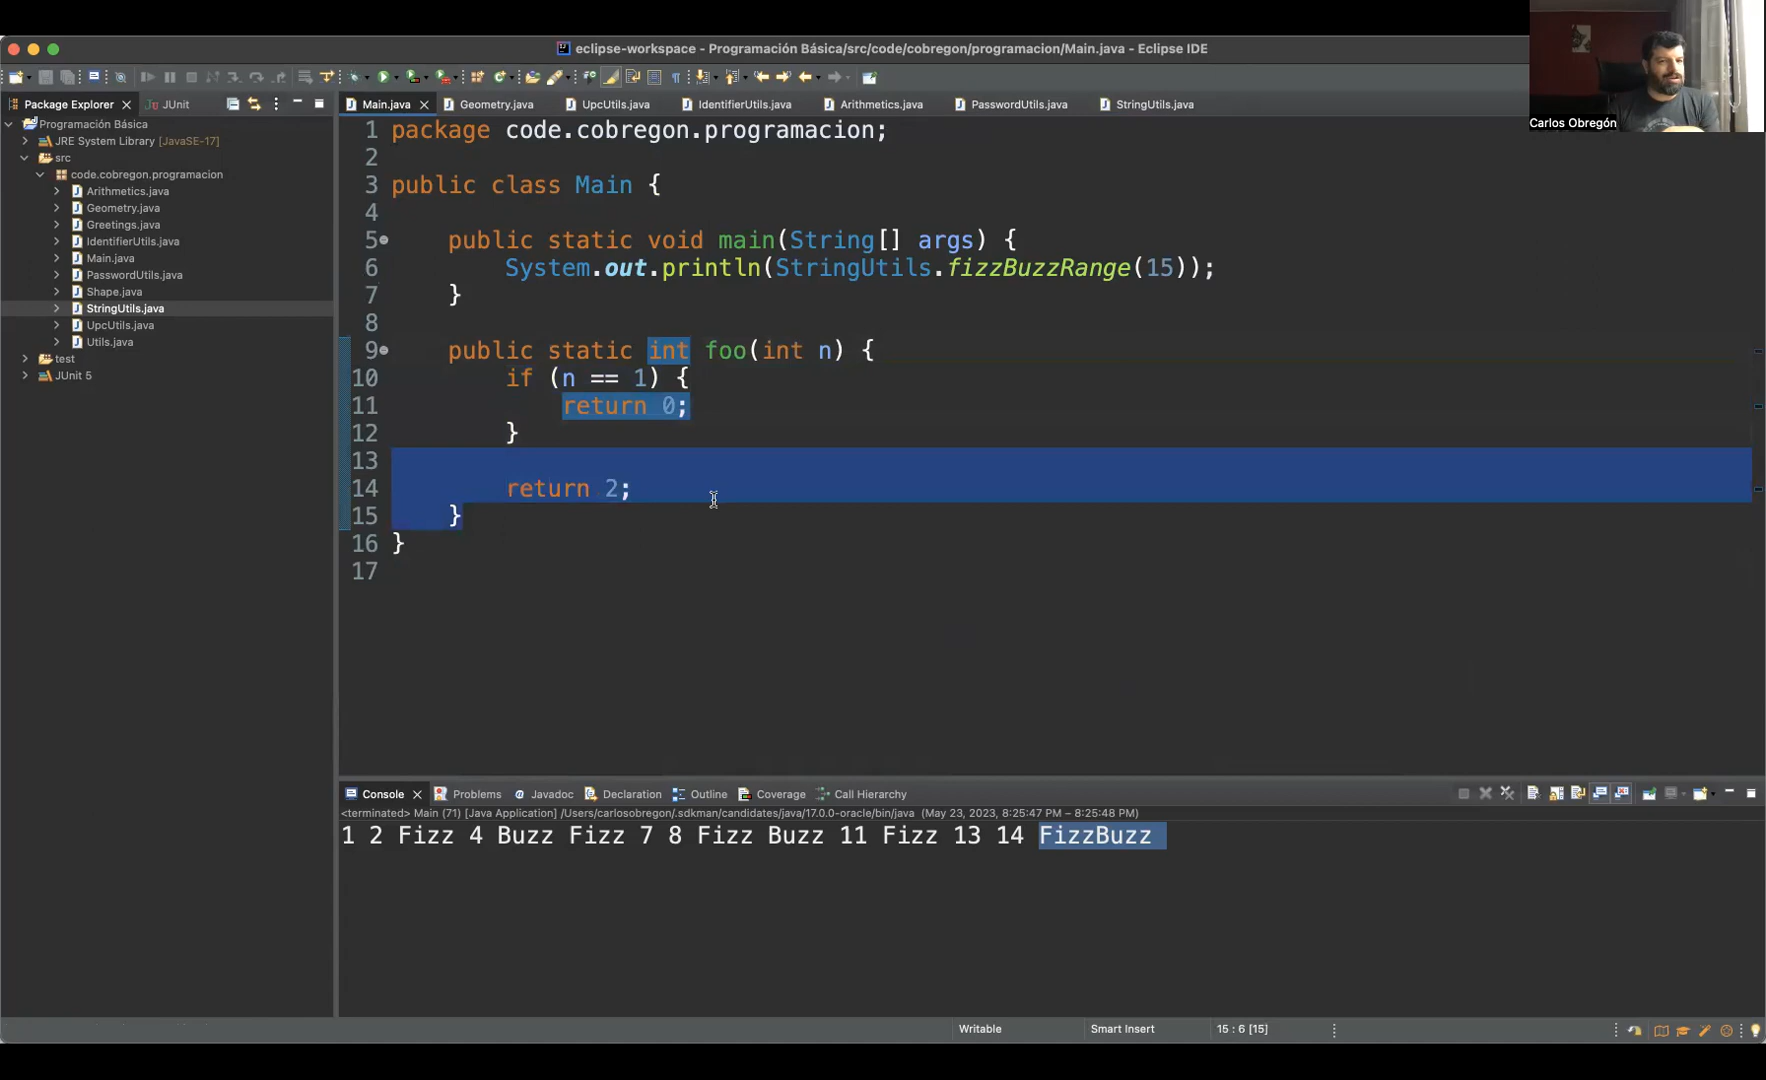 eclipse-workspace - Programación Básica/src/code/cobregon/programacion/Main.java - Eclipse IDE
Carlos Obregón
Package Explorer
JUnit
Main.java
Geometry.java
UpcUtils.java
IdentifierUtils.java
Arithmetics.java
PasswordUtils.java
StringUtils.java
Programación Básica
JRE System Library [JavaSE-17]
src
code.cobregon.programacion
Arithmetics.java
Geometry.java
Greetings.java
IdentifierUtils.java
Main.java
PasswordUtils.java
Shape.java
StringUtils.java
UpcUtils.java
Utils.java
test
JUnit 5
1 package code.cobregon.programacion;
2
3 public class Main {
4
5 public static void main(String[] args) {
6 System.out.println(StringUtils.fizzBuzzRange(15));
7 }
8
9 public static int foo(int n) {
10 if (n == 1) {
11 return 0;
12 }
13
14 return 2;
15 }
16 }
17
Console
Problems
Javadoc
Declaration
Outline
Coverage
Call Hierarchy
<terminated> Main (71) [Java Application] /Users/carlosobregon/.sdkman/candidates/java/17.0.0-oracle/bin/java (May 23, 2023, 8:25:47 PM – 8:25:48 PM)
1 2 Fizz 4 Buzz Fizz 7 8 Fizz Buzz 11 Fizz 13 14 FizzBuzz
Writable
Smart Insert
15 : 6 [15]